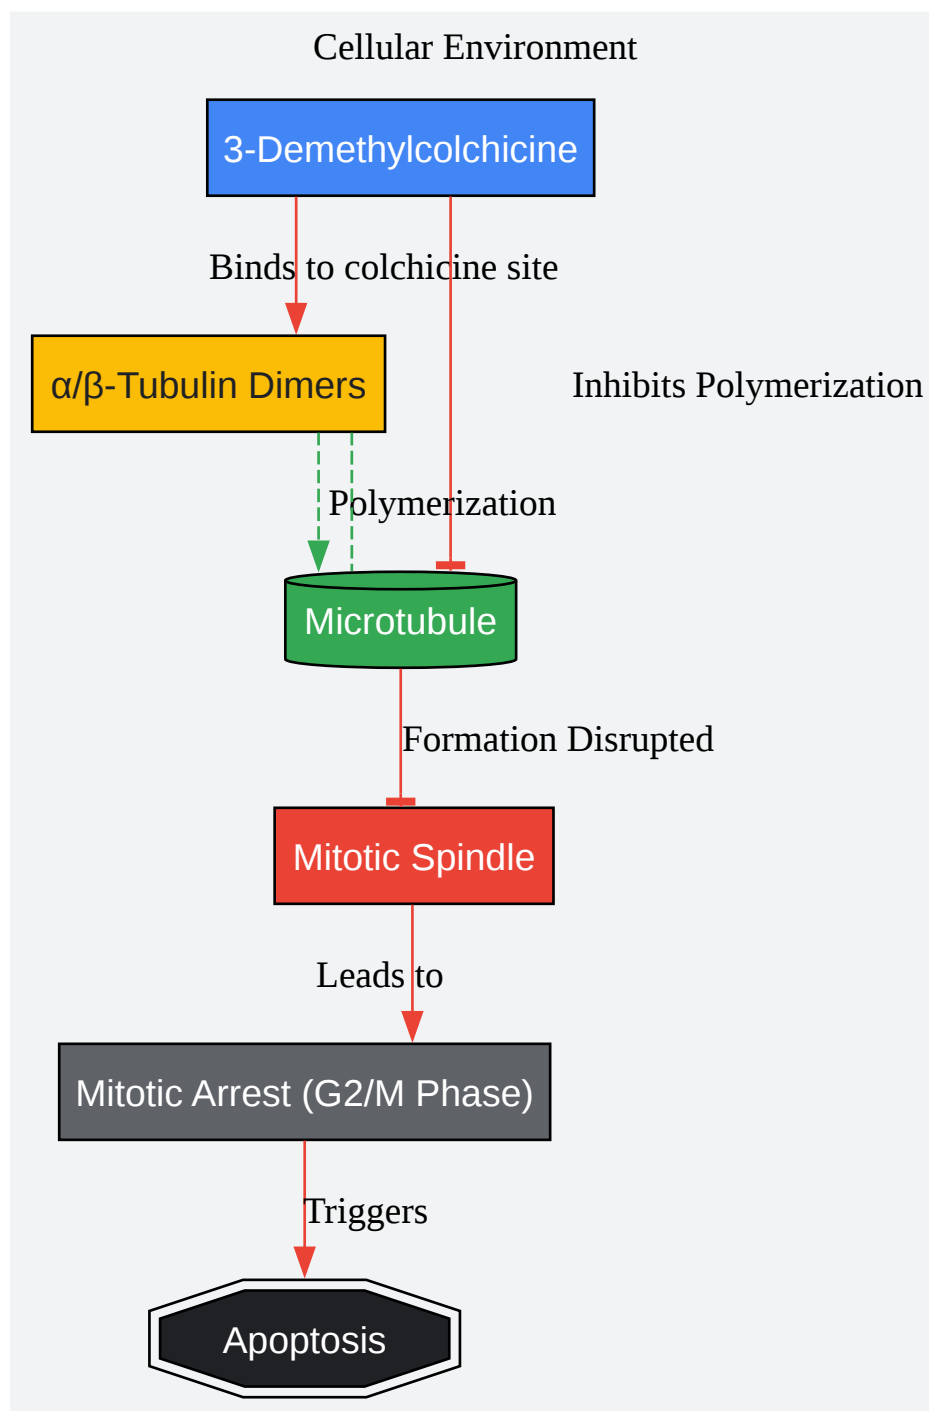 Cellular Environment
3-Demethylcolchicine
Binds to colchicine site
α/β-Tubulin Dimers
Inhibits Polymerization
Polymerization
Microtubule
Formation Disrupted
Mitotic Spindle
Leads to
Mitotic Arrest (G2/M Phase)
Triggers
Apoptosis